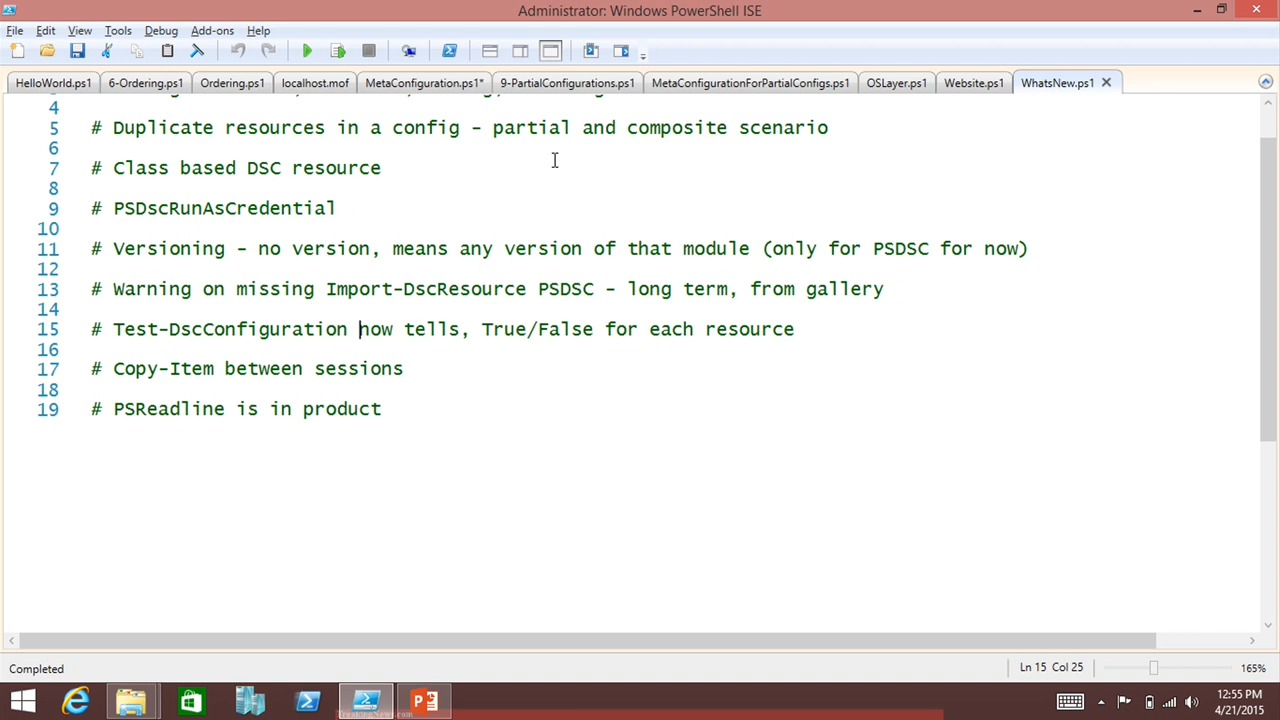 Administrator: Windows PowerShell ISE
File Edit View Tools Debug Add-ons Help
HelloWorld.ps1 6-Ordering.ps1 Ordering.ps1 localhost.mof MetaConfiguration.ps1* 9-PartialConfigurations.ps1 MetaConfigurationForPartialConfigs.ps1 OSLayer.ps1 Website.ps1 WhatsNew.ps1
4
5 # Duplicate resources in a config - partial and composite scenario
6
7 # Class based DSC resource
8
9 # PSDscRunAsCredential
10
11 # Versioning - no version, means any version of that module (only for PSDSC for now)
12
13 # Warning on missing Import-DscResource PSDSC - long term, from gallery
14
15 # Test-DscConfiguration now tells, True/False for each resource
16
17 # Copy-Item between sessions
18
19 # PSReadline is in product
Completed
Ln 15 Col 25
165%
12:55 PM
4/21/2015